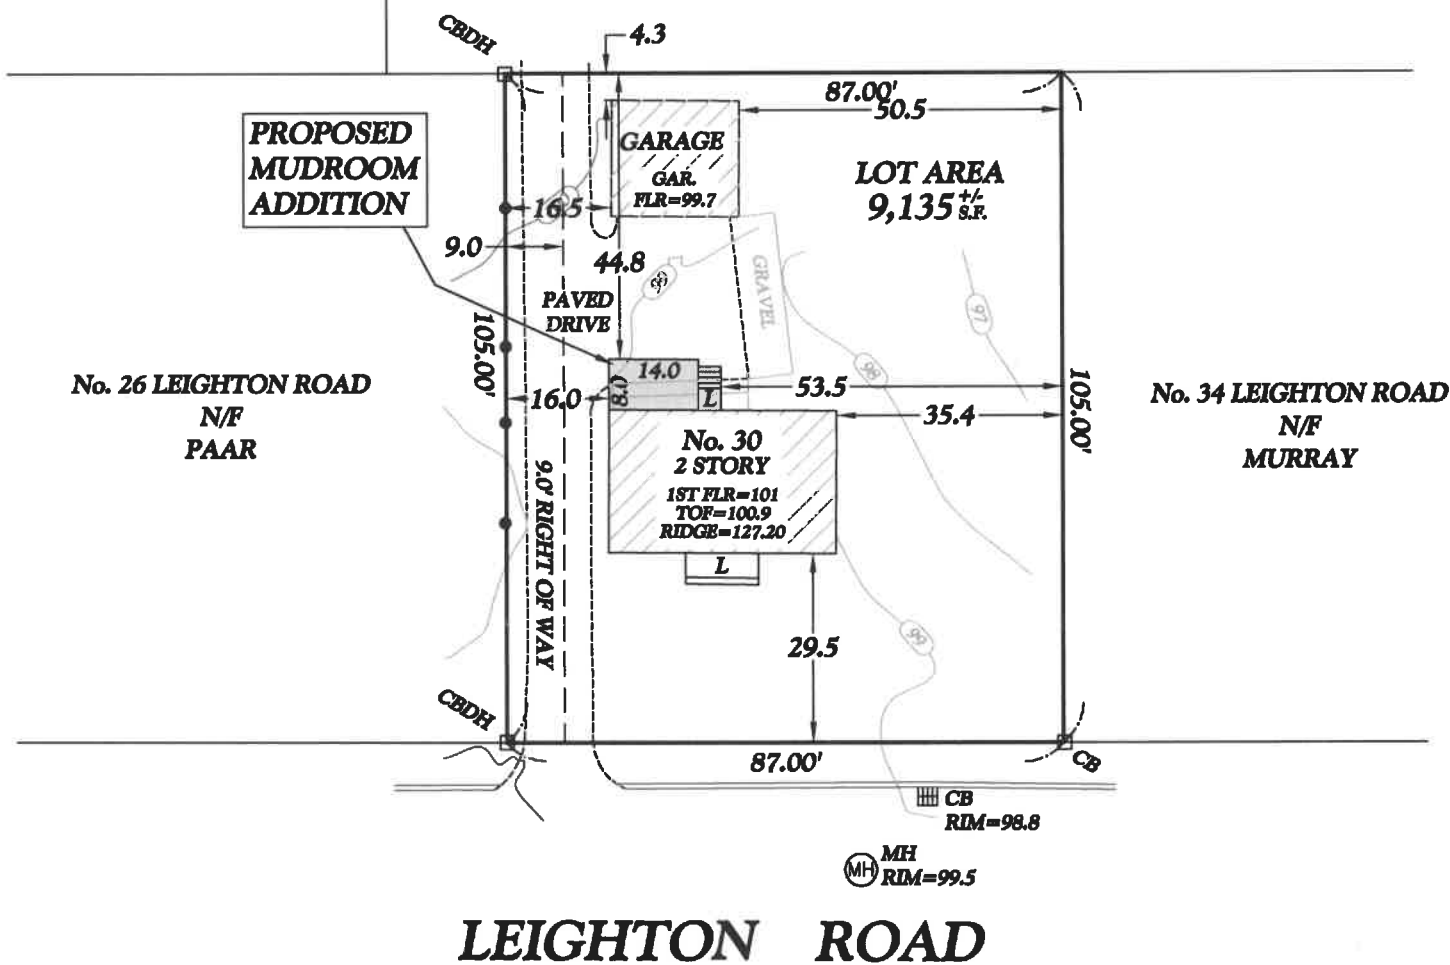 CBDH
4.3
87.00'
50.5
PROPOSED
MUDROOM
ADDITION
GARAGE
GAR.
FLR=99.7
LOT AREA
9,135 +/- S.F.
16.5
9.0
44.8
99
GRAVEL
97
PAVED
DRIVE
105.00'
14.0
8.0
L
98
53.5
16.0
35.4
105.00'
No. 26 LEIGHTON ROAD
N/F
PAAR
No. 34 LEIGHTON ROAD
N/F
MURRAY
No. 30
2 STORY
1ST FLR=101
TOF=100.9
RIDGE=127.20
L
9.0' RIGHT OF WAY
99
29.5
CBDH
87.00'
CB
CB
RIM=98.8
MH
MH
RIM=99.5
LEIGHTON ROAD